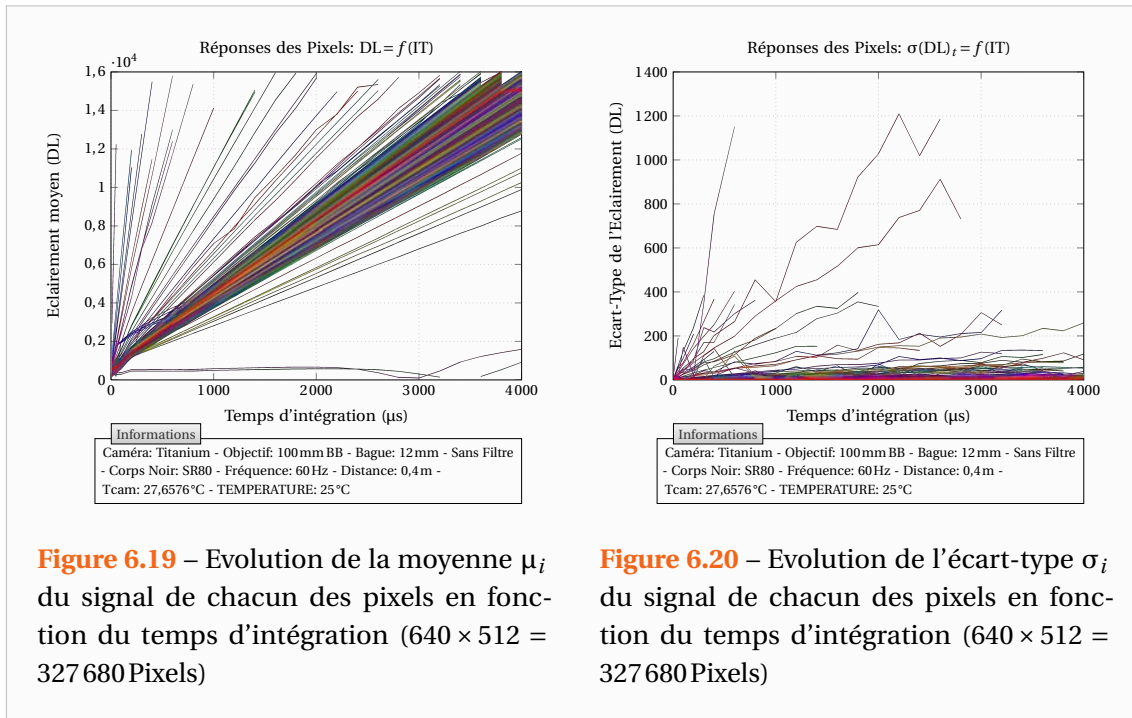 Réponses des Pixels: DL = f(IT)
·10⁴
1,6
1,4
1,2
1
0,8
0,6
0,4
0,2
0
0
1000
2000
3000
4000
Eclairement moyen (DL)
Temps d'intégration (µs)
Informations
Caméra: Titanium - Objectif: 100 mm BB - Bague: 12 mm - Sans Filtre
- Corps Noir: SR80 - Fréquence: 60 Hz - Distance: 0,4 m -
Tcam: 27,6576 °C - TEMPERATURE: 25 °C
Figure 6.19 – Evolution de la moyenne µi
du signal de chacun des pixels en fonc-
tion du temps d'intégration (640 × 512 =
327 680 Pixels)
Réponses des Pixels: σ(DL)t = f(IT)
1400
1200
1000
800
600
400
200
0
0
1000
2000
3000
4000
Ecart-Type de l'Eclairement (DL)
Temps d'intégration (µs)
Informations
Caméra: Titanium - Objectif: 100 mm BB - Bague: 12 mm - Sans Filtre
- Corps Noir: SR80 - Fréquence: 60 Hz - Distance: 0,4 m -
Tcam: 27,6576 °C - TEMPERATURE: 25 °C
Figure 6.20 – Evolution de l'écart-type σi
du signal de chacun des pixels en fonc-
tion du temps d'intégration (640 × 512 =
327 680 Pixels)